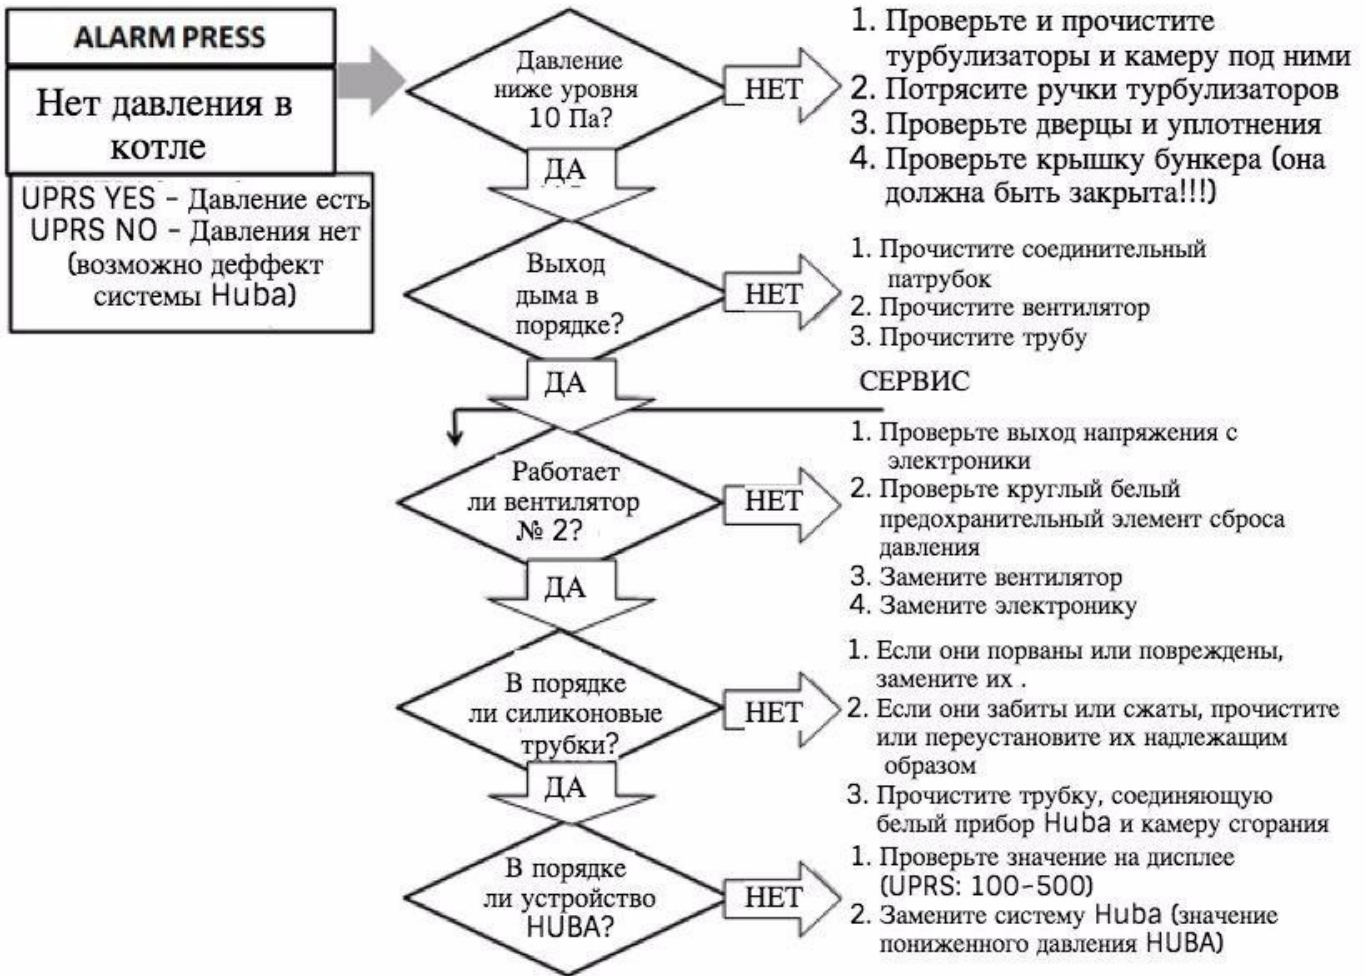 ALARM PRESS
Нет давления в
котле
UPRS YES - Давление есть
UPRS NO - Давления нет
(возможно деффект
системы Huba)
Давление
ниже уровня
10 Па?
НЕТ
1. Проверьте и прочистите
турбулизаторы и камеру под ними
2. Потрясите ручки турбулизаторов
3. Проверьте дверцы и уплотнения
4. Проверьте крышку бункера (она
должна быть закрыта!!!)
ДА
Выход
дыма в
порядке?
НЕТ
1. Прочистите соединительный
патрубок
2. Прочистите вентилятор
3. Прочистите трубу
ДА
СЕРВИС
Работает
ли вентилятор
№ 2?
НЕТ
1. Проверьте выход напряжения с
электроники
2. Проверьте круглый белый
предохранительный элемент сброса
давления
3. Замените вентилятор
4. Замените электронику
ДА
В порядке
ли силиконовые
трубки?
НЕТ
1. Если они порваны или повреждены,
замените их .
2. Если они забиты или сжаты, прочистите
или переустановите их надлежащим
образом
3. Прочистите трубку, соединяющую
белый прибор Huba и камеру сгорания
ДА
В порядке
ли устройство
HUBA?
НЕТ
1. Проверьте значение на дисплее
(UPRS: 100-500)
2. Замените систему Huba (значение
пониженного давления HUBA)